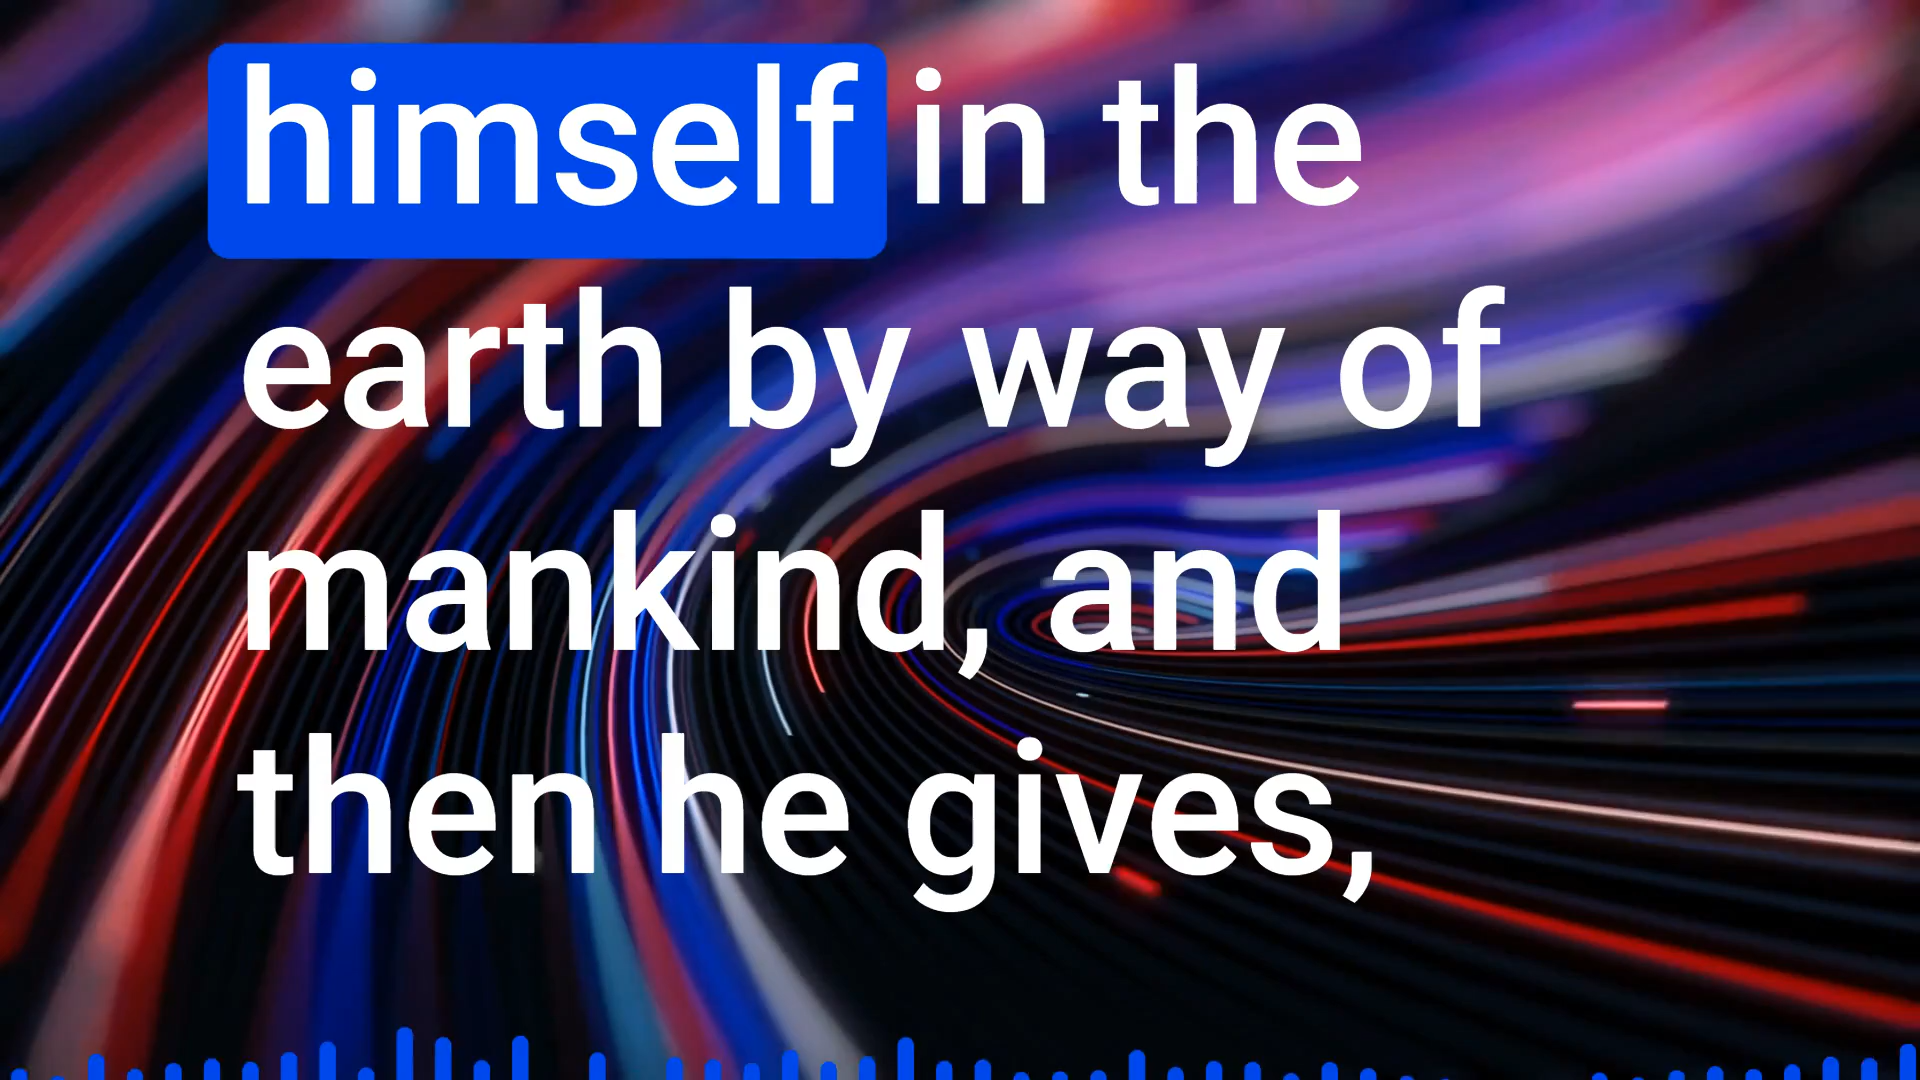 himself in the
earth by way of
mankind, and
then he gives,